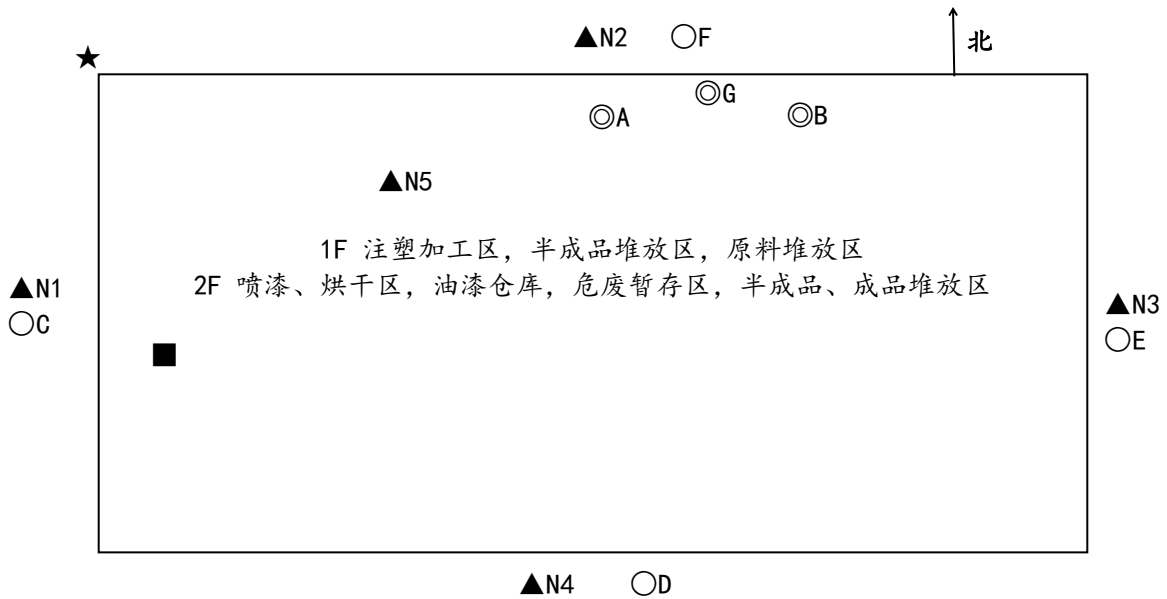 ★
▲N2 ○F
北
◎A ◎G ◎B
▲N5
1F 注塑加工区，半成品堆放区，原料堆放区
2F 喷漆、烘干区，油漆仓库，危废暂存区，半成品、成品堆放区
▲N1
○C
▲N3
○E
■
▲N4 ○D